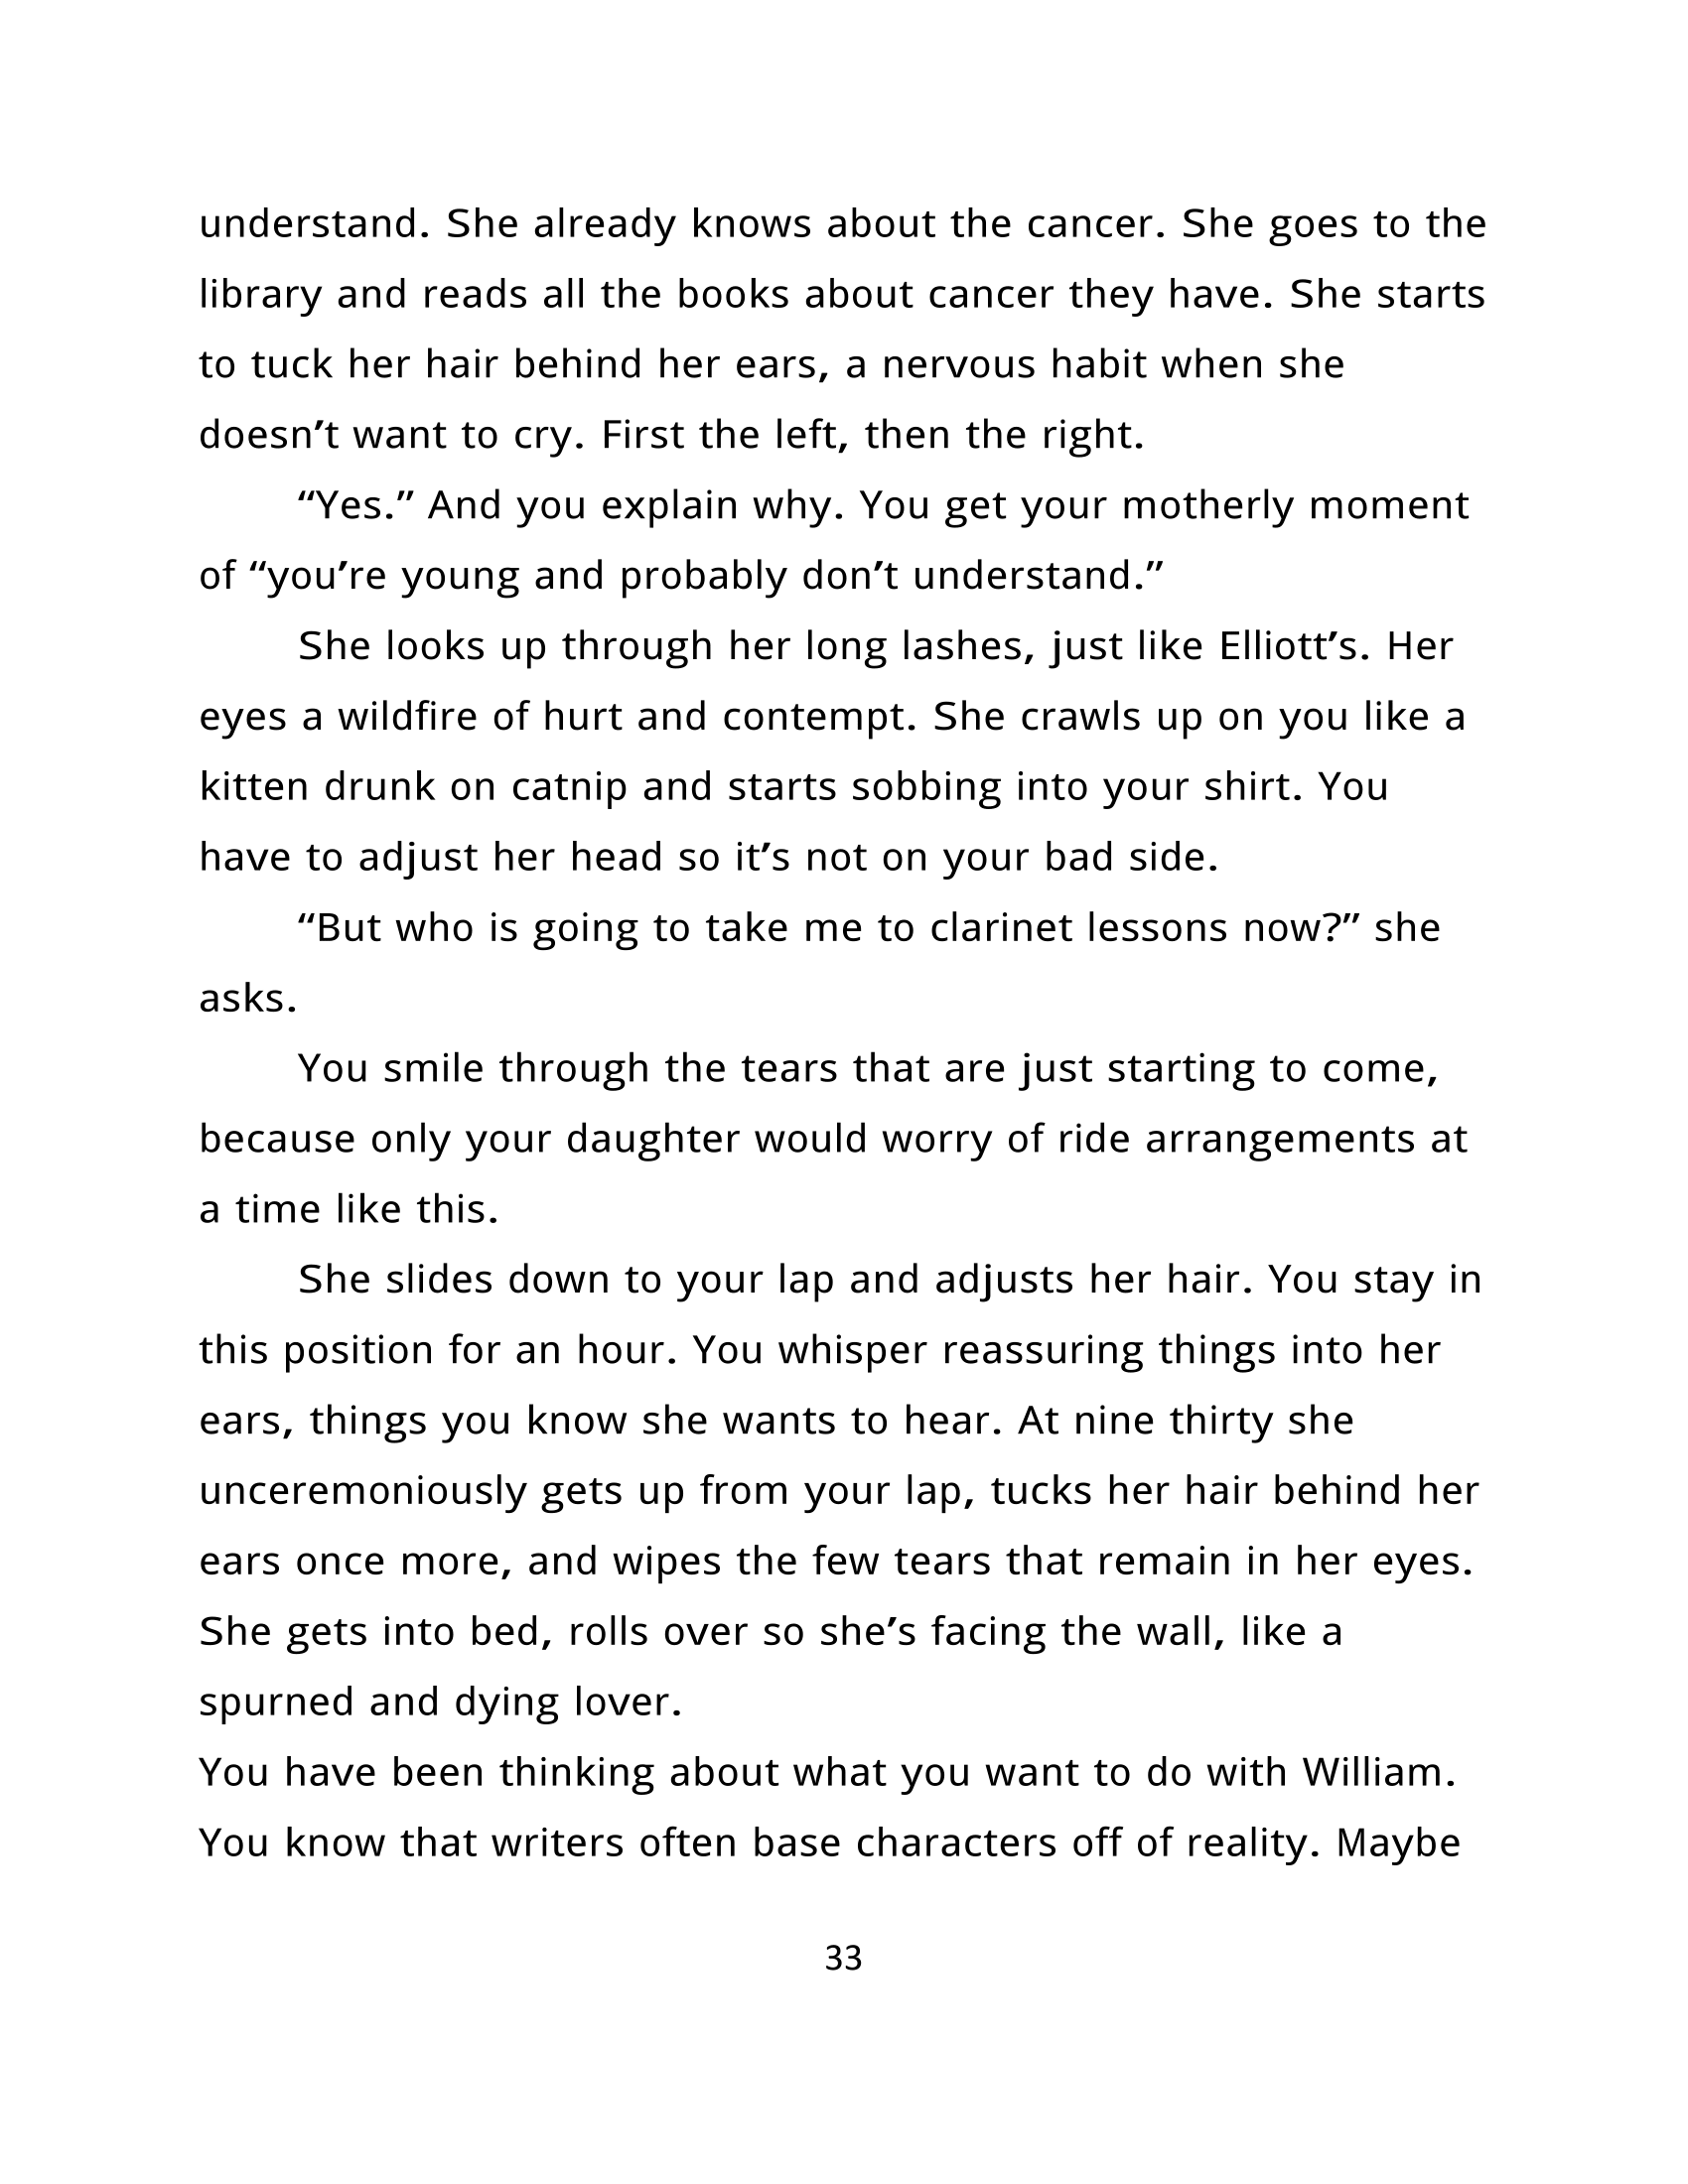 understand. She already knows about the cancer. She goes to the
library and reads all the books about cancer they have. She starts
to tuck her hair behind her ears, a nervous habit when she
doesn’t want to cry. First the left, then the right.
“Yes.” And you explain why. You get your motherly moment
of “you’re young and probably don’t understand.”
She looks up through her long lashes, just like Elliott’s. Her
eyes a wildfire of hurt and contempt. She crawls up on you like a
kitten drunk on catnip and starts sobbing into your shirt. You
have to adjust her head so it’s not on your bad side.
“But who is going to take me to clarinet lessons now?” she
asks.
You smile through the tears that are just starting to come,
because only your daughter would worry of ride arrangements at
a time like this.
She slides down to your lap and adjusts her hair. You stay in
this position for an hour. You whisper reassuring things into her
ears, things you know she wants to hear. At nine thirty she
unceremoniously gets up from your lap, tucks her hair behind her
ears once more, and wipes the few tears that remain in her eyes.
She gets into bed, rolls over so she’s facing the wall, like a
spurned and dying lover.
You have been thinking about what you want to do with William.
You know that writers often base characters off of reality. Maybe
33